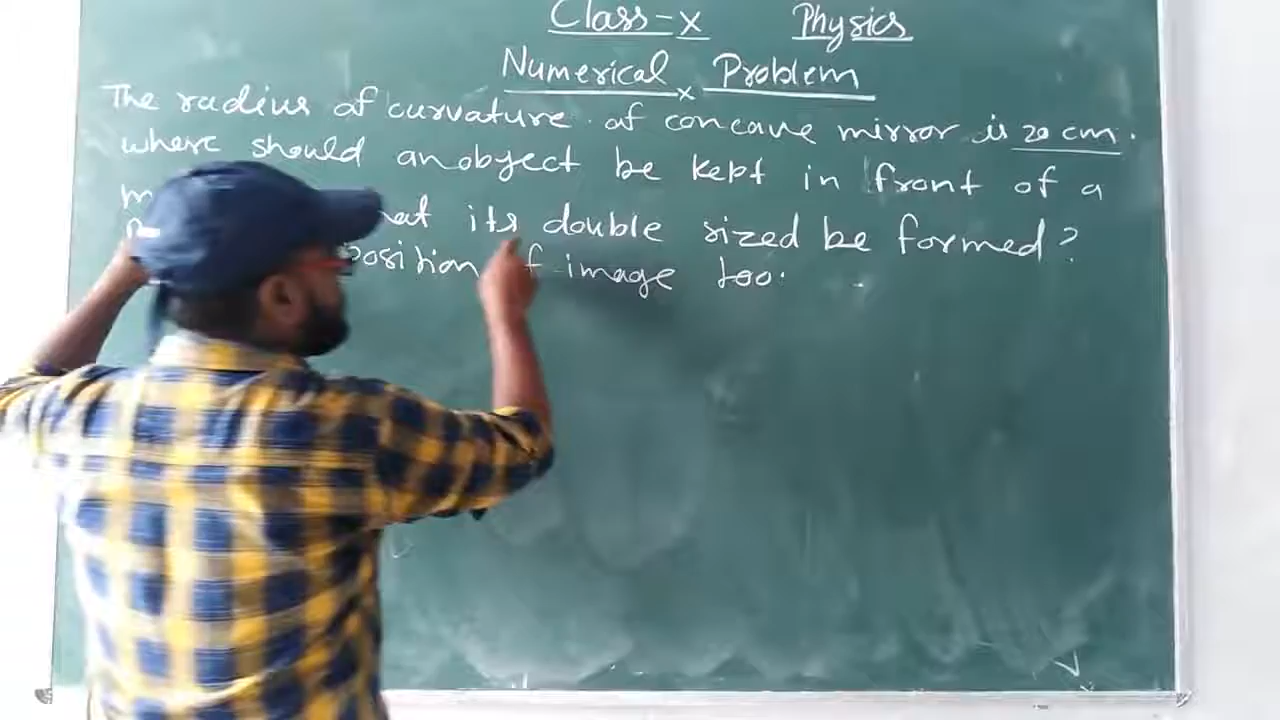 Class-X Physics
Numerical Problem
The radius of curvature of concave mirror is 20 cm.
where should an object be kept in front of a
its double sized be formed?
position of image too.